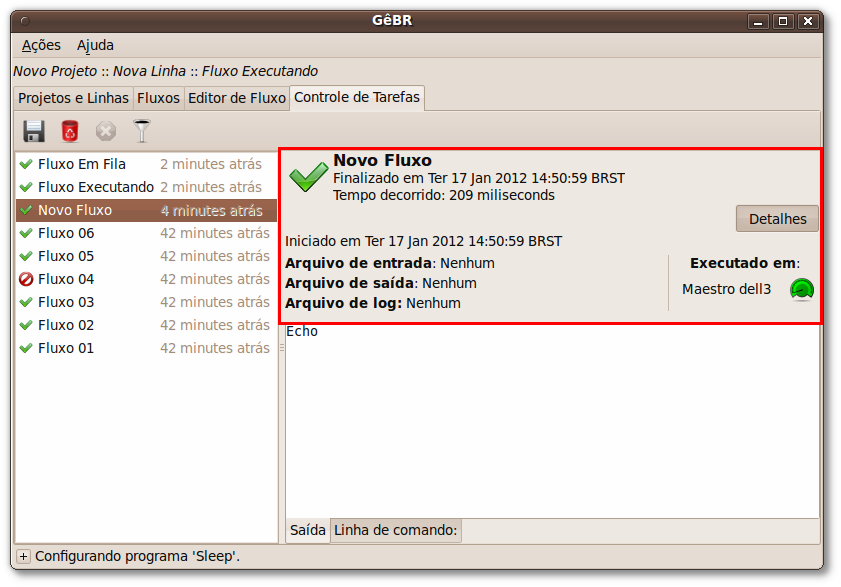 GêBR
Ações Ajuda
Novo Projeto :: Nova Linha :: Fluxo Executando
Projetos e Linhas Fluxos Editor de Fluxo Controle de Tarefas
Fluxo Em Fila 2 minutes atrás
Fluxo Executando 2 minutes atrás
Novo Fluxo 4 minutes atrás
Fluxo 06 42 minutes atrás
Fluxo 05 42 minutes atrás
Fluxo 04 42 minutes atrás
Fluxo 03 42 minutes atrás
Fluxo 02 42 minutes atrás
Fluxo 01 42 minutes atrás
Novo Fluxo
Finalizado em Ter 17 Jan 2012 14:50:59 BRST
Tempo decorrido: 209 miliseconds
Detalhes
Iniciado em Ter 17 Jan 2012 14:50:59 BRST
Arquivo de entrada: Nenhum
Arquivo de saída: Nenhum
Arquivo de log: Nenhum
Executado em:
Maestro dell3
Echo
Saída Linha de comando:
Configurando programa 'Sleep'.